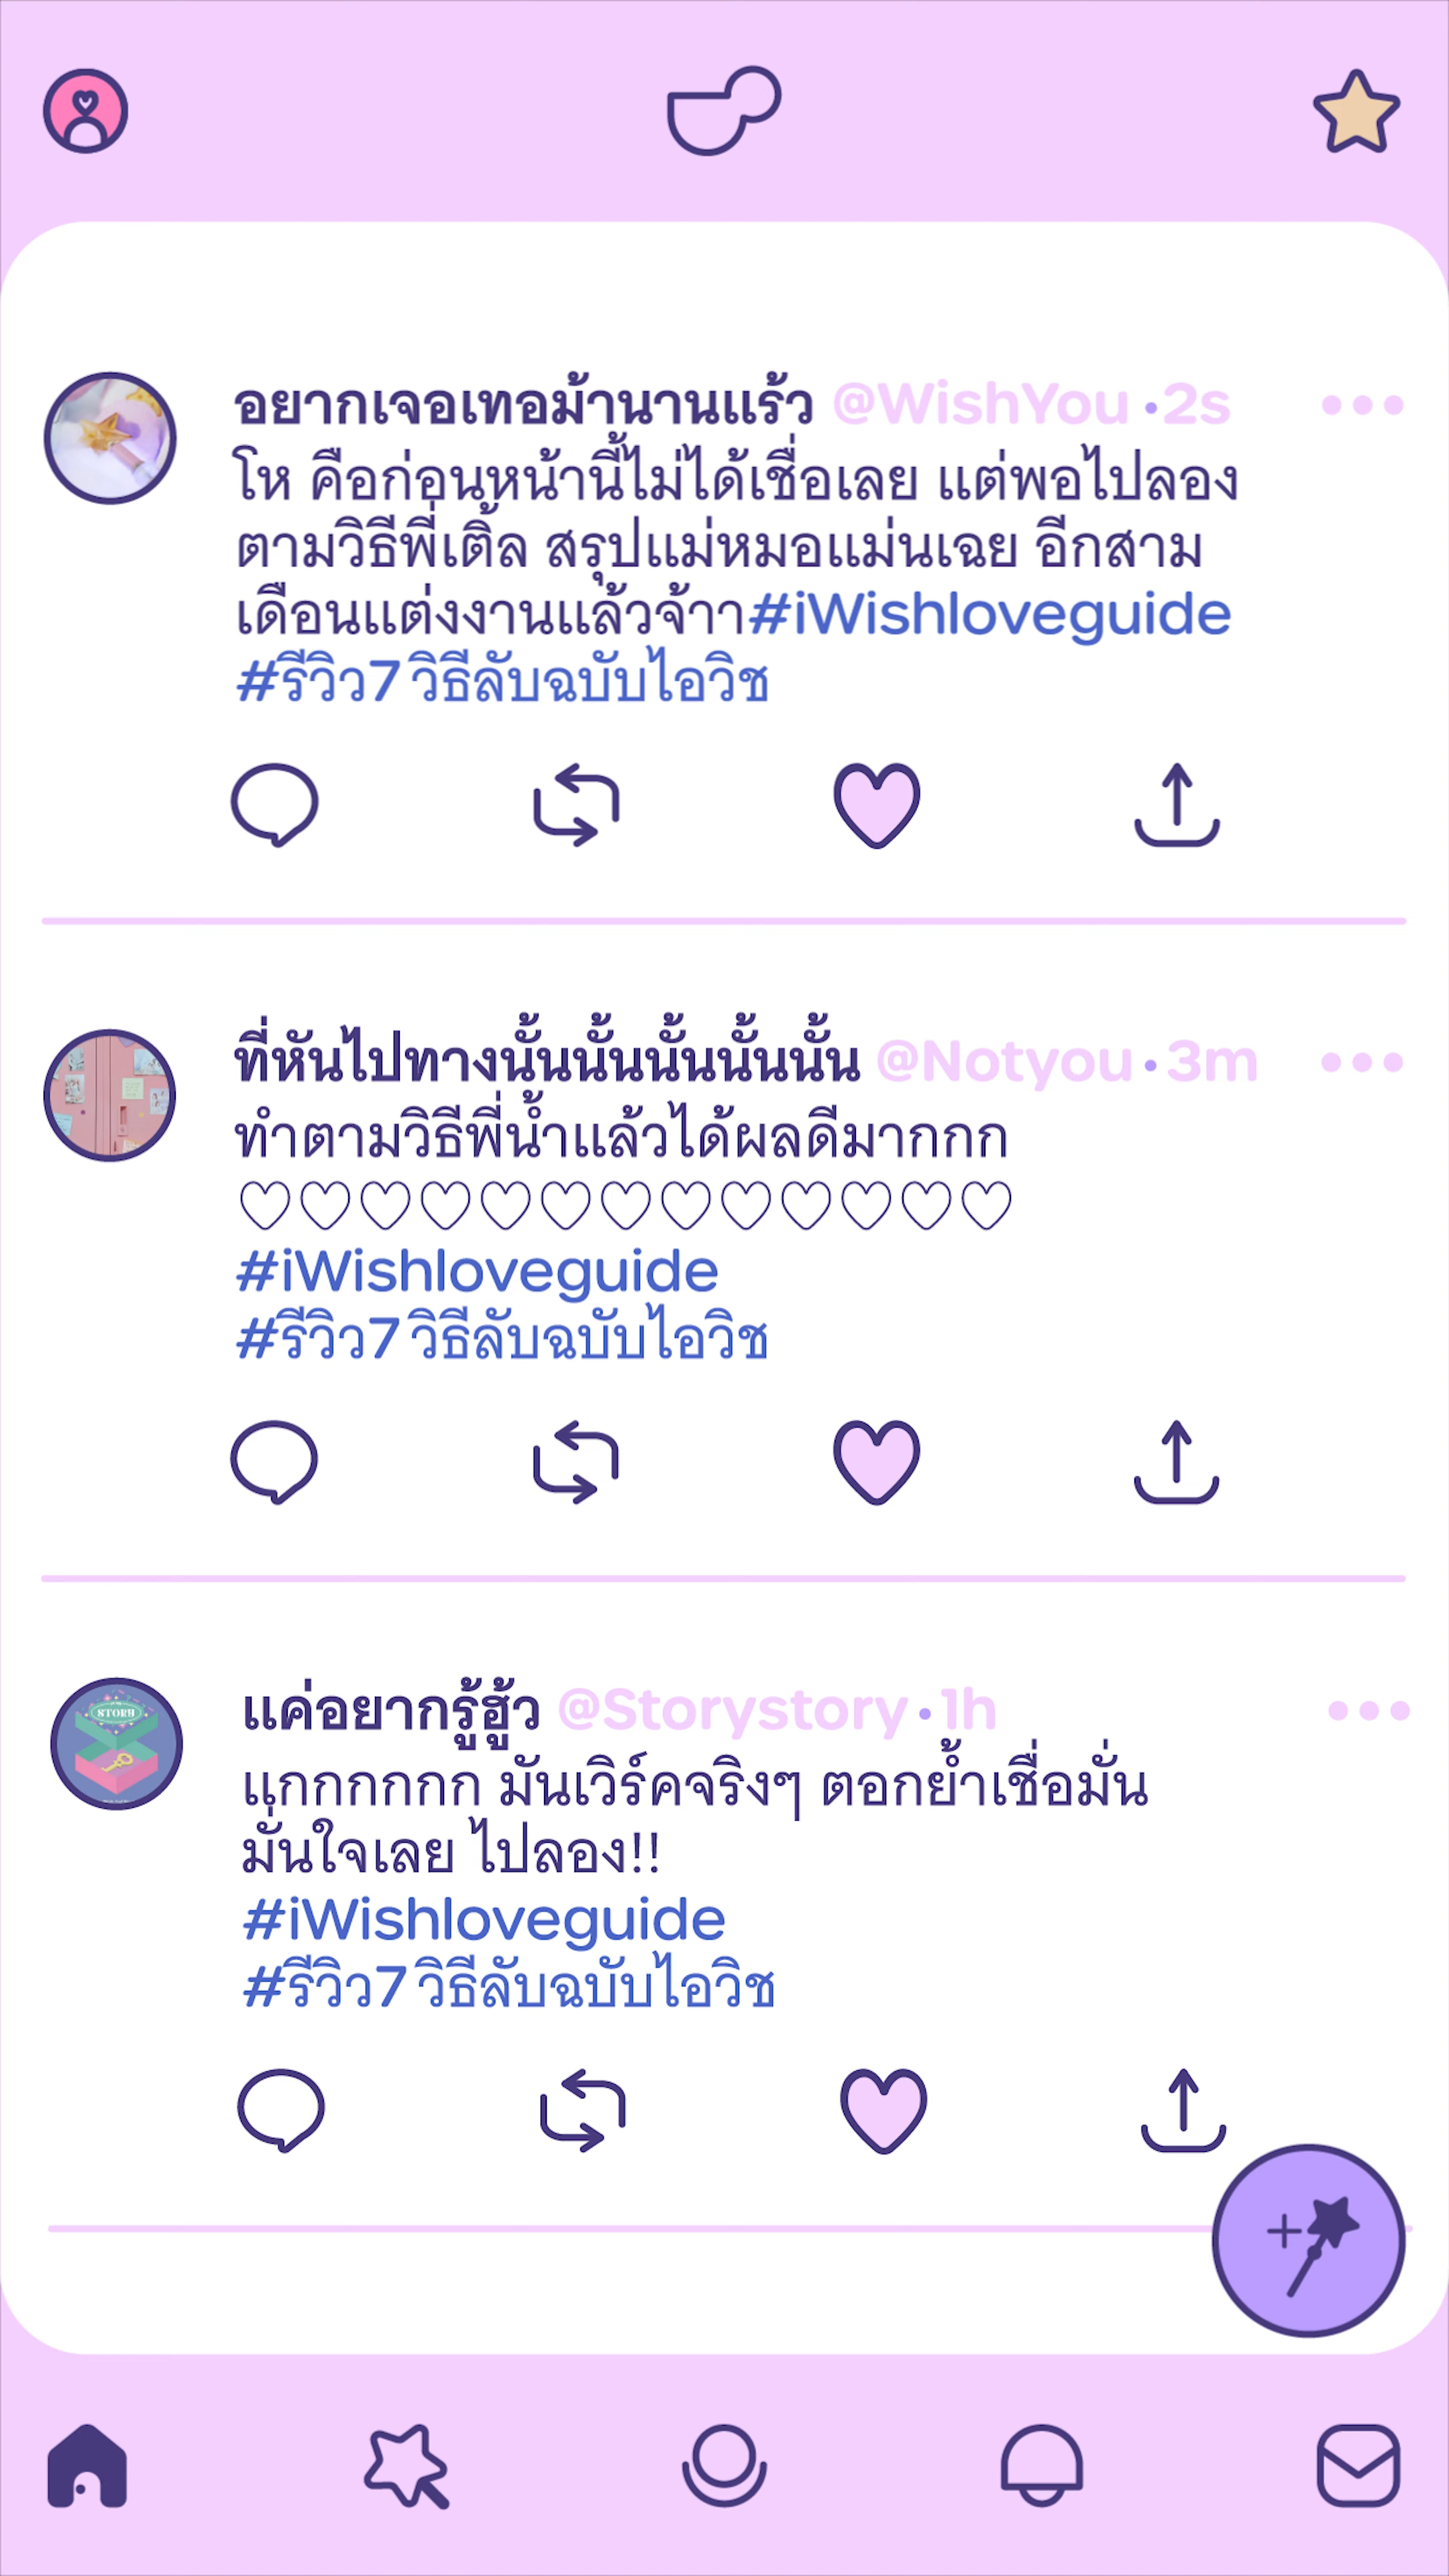 อยากเจอเทอม้านานแร้ว @WishYou •2s
โห คือก่อนหน้านี้ไม่ได้เชื่อเลย แต่พอไปลอง
ตามวิธีพี่เติ้ล สรุปแม่หมอแม่นเฉย อีกสาม
เดือนแต่งงานแล้วจ้าา#iWishloveguide
#รีวิว7วิธีลับฉบับไอวิช
ที่หันไปทางนั้นนั้นนั้นนั้นนั้น @Notyou •3m
ทำตามวิธีพี่น้ำแล้วได้ผลดีมากกก
♡♡♡♡♡♡♡♡♡♡♡♡♡
#iWishloveguide
#รีวิว7วิธีลับฉบับไอวิช
STORH
แค่อยากรู้ฮู้ว @Storystory •1h
แกกกกกก มันเวิร์คจริงๆ ตอกย้ำเชื่อมั่น
มั่นใจเลย ไปลอง!!
#iWishloveguide
#รีวิว7วิธีลับฉบับไอวิช